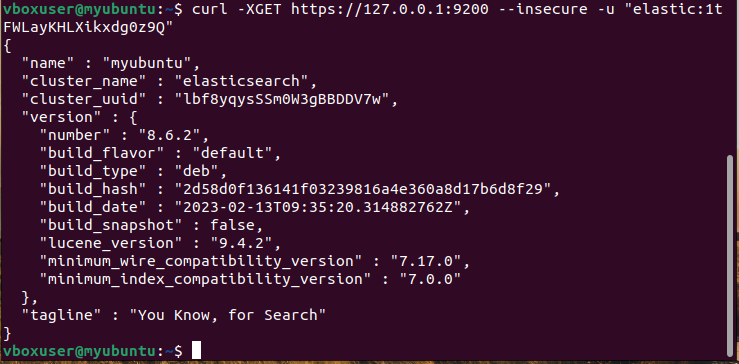 vboxuser@myubuntu:~$ curl -XGET https://127.0.0.1:9200 --insecure -u "elastic:1t
FWLayKHLXikxdg0z9Q"
{
  "name" : "myubuntu",
  "cluster_name" : "elasticsearch",
  "cluster_uuid" : "lbf8yqysSSm0W3gBBDDV7w",
  "version" : {
    "number" : "8.6.2",
    "build_flavor" : "default",
    "build_type" : "deb",
    "build_hash" : "2d58d0f136141f03239816a4e360a8d17b6d8f29",
    "build_date" : "2023-02-13T09:35:20.314882762Z",
    "build_snapshot" : false,
    "lucene_version" : "9.4.2",
    "minimum_wire_compatibility_version" : "7.17.0",
    "minimum_index_compatibility_version" : "7.0.0"
  },
  "tagline" : "You Know, for Search"
}
vboxuser@myubuntu:~$